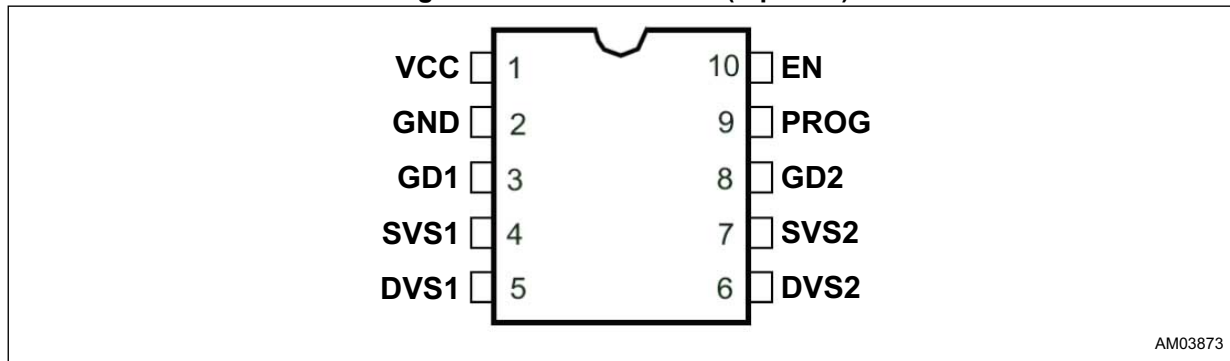 VCC 1 10 EN
GND 2 9 PROG
GD1 3 8 GD2
SVS1 4 7 SVS2
DVS1 5 6 DVS2
AM03873